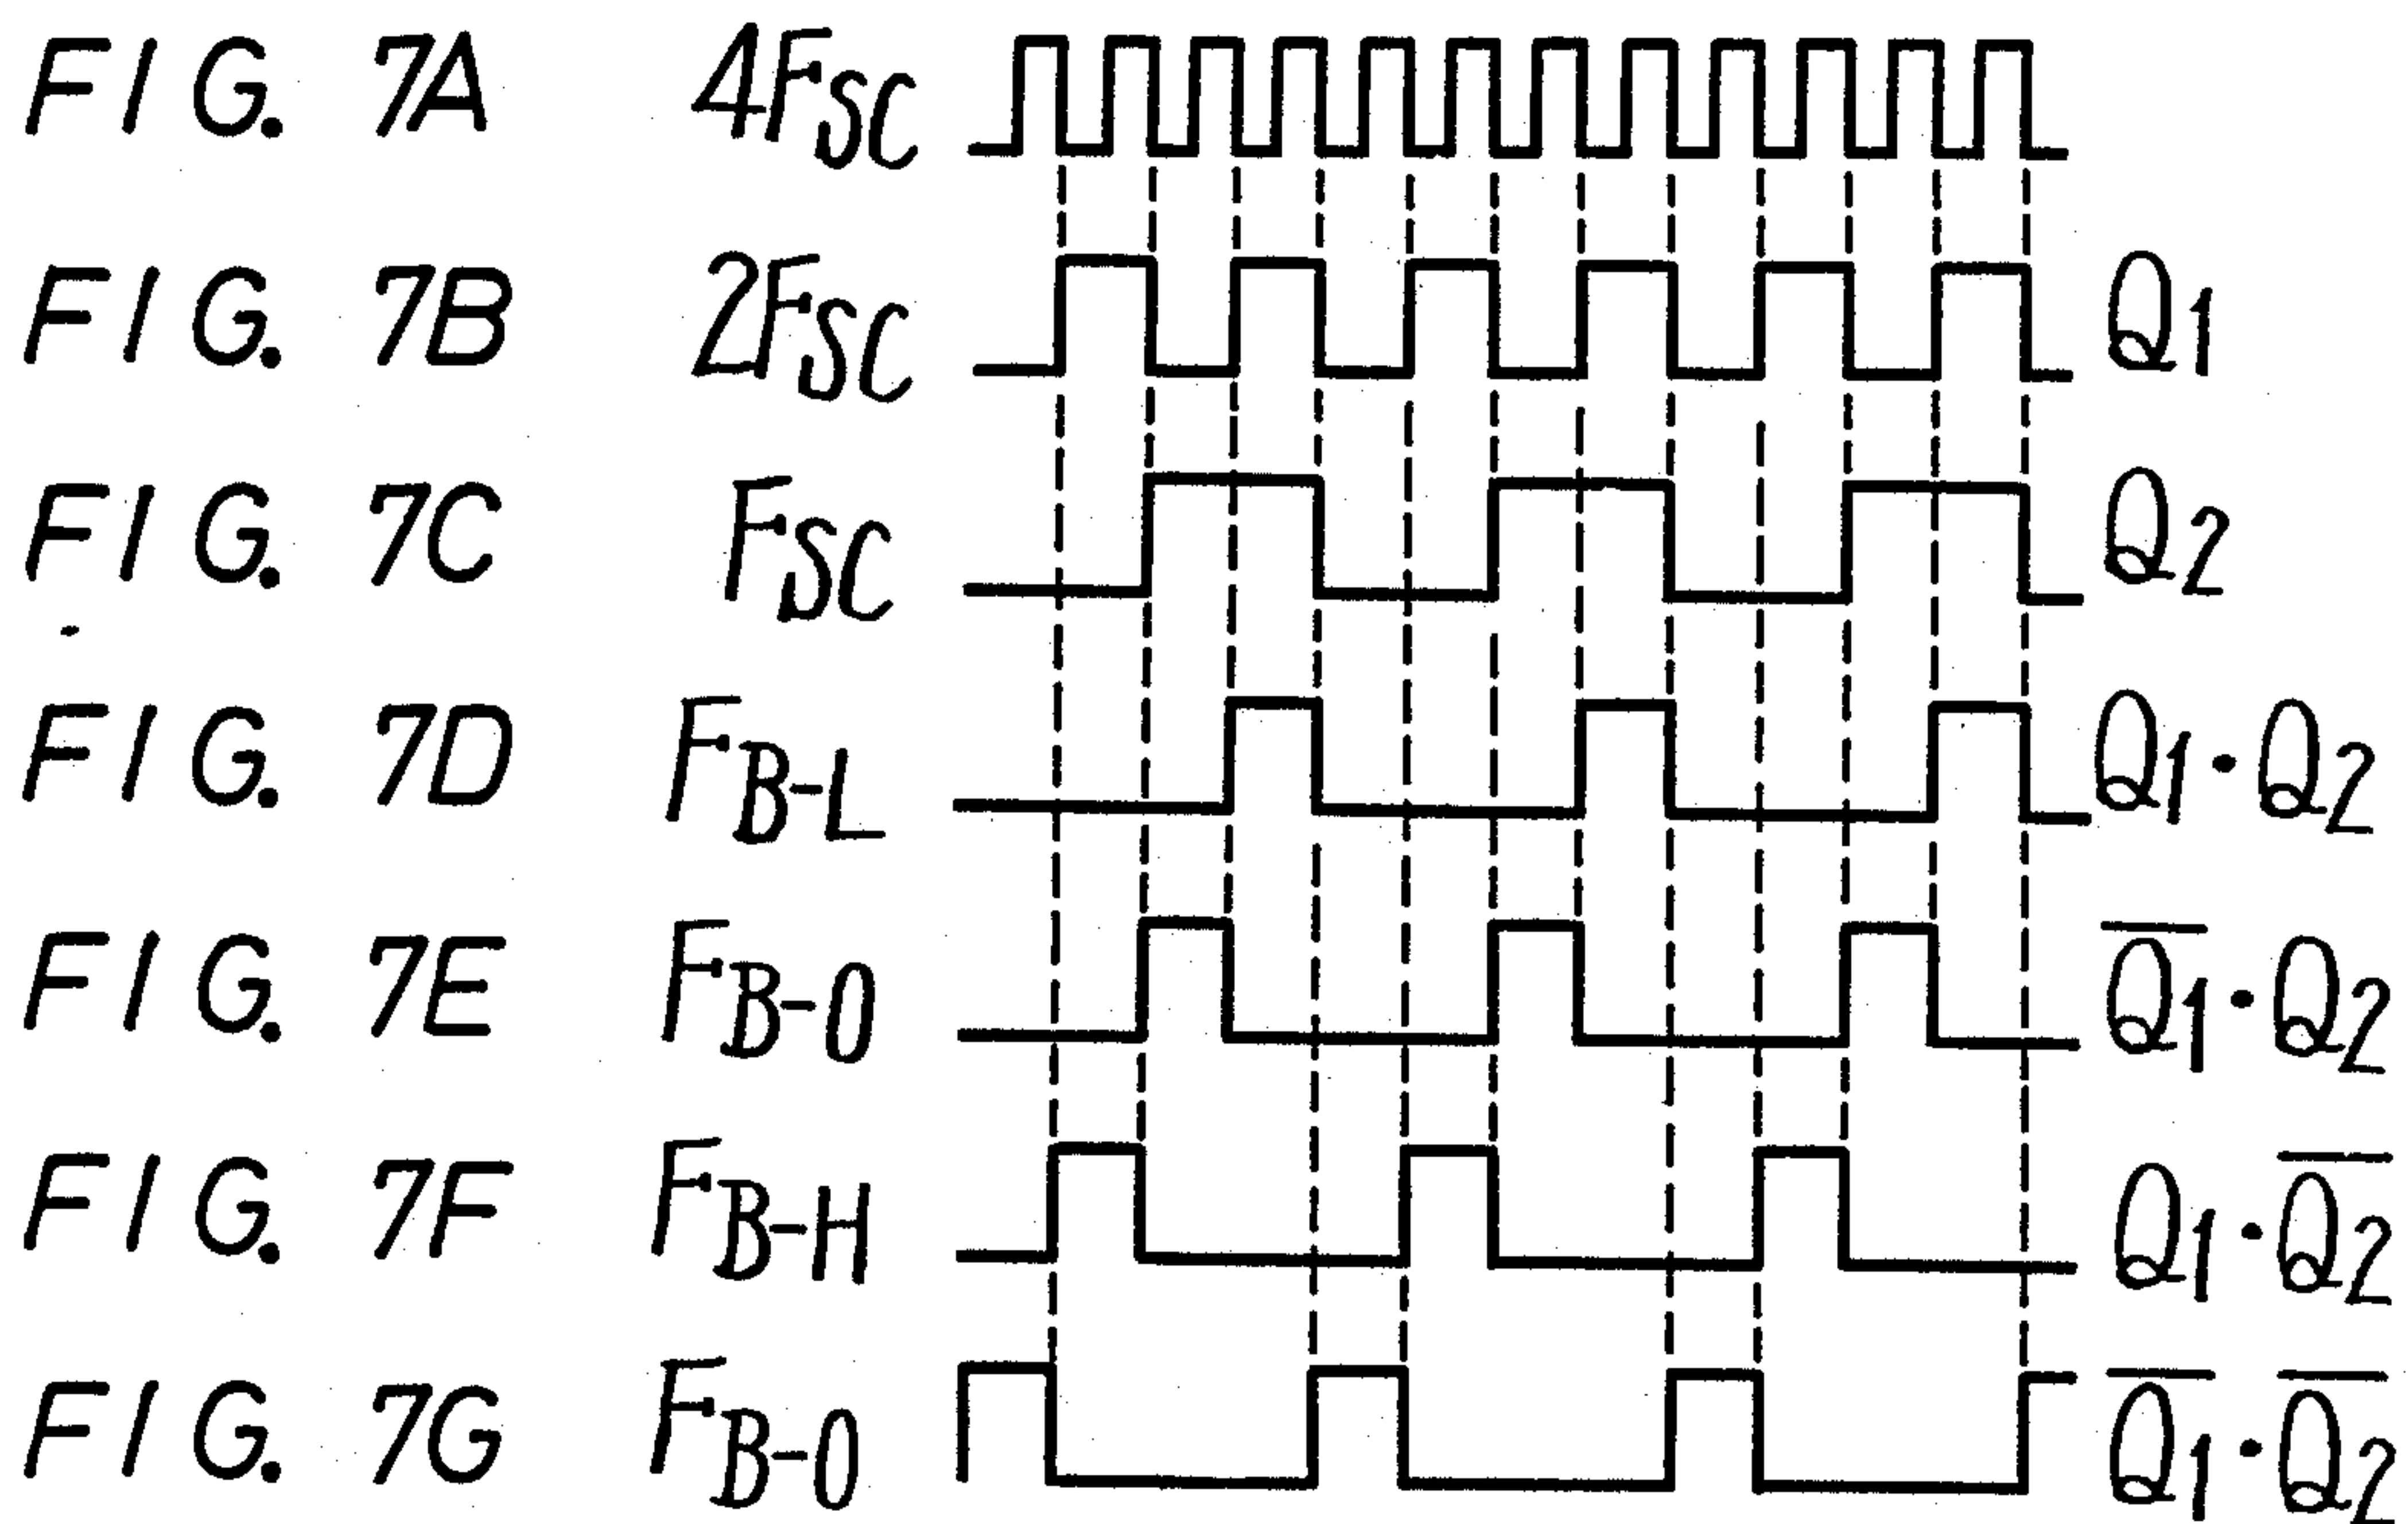 FIG. 7A 4FSC
FIG. 7B 2FSC Q1
FIG. 7C FSC Q2
FIG. 7D FB-L Q1·Q2
FIG. 7E FB-0 Q̅1̅·Q2
FIG. 7F FB-H Q1·Q̅2̅
FIG. 7G FB-0 Q̅1̅·Q̅2̅